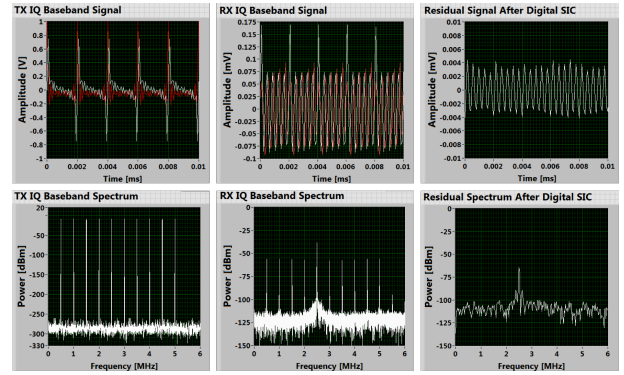 TX IQ Baseband Signal
Amplitude [V]
1
0.8
0.6
0.4
0.2
0
-0.2
-0.4
-0.6
-0.8
-1
0 0.002 0.004 0.006 0.008 0.01
Time [ms]
RX IQ Baseband Signal
Amplitude [mV]
0.175
0.15
0.125
0.1
0.075
0.05
0.025
0
-0.025
-0.05
-0.075
-0.1
0 0.002 0.004 0.006 0.008 0.01
Time [ms]
Residual Signal After Digital SIC
Amplitude [mV]
0.01
0.008
0.006
0.004
0.002
0
-0.002
-0.004
-0.006
-0.008
-0.01
0 0.002 0.004 0.006 0.008 0.01
Time [ms]
TX IQ Baseband Spectrum
Power [dBm]
20
-50
-100
-150
-200
-250
-300
-330
0 1 2 3 4 5 6
Frequency [MHz]
RX IQ Baseband Spectrum
Power [dBm]
0
-25
-50
-75
-100
-125
-150
0 1 2 3 4 5 6
Frequency [MHz]
Residual Spectrum After Digital SIC
Power [dBm]
0
-25
-50
-75
-100
-125
-150
0 1 2 3 4 5 6
Frequency [MHz]